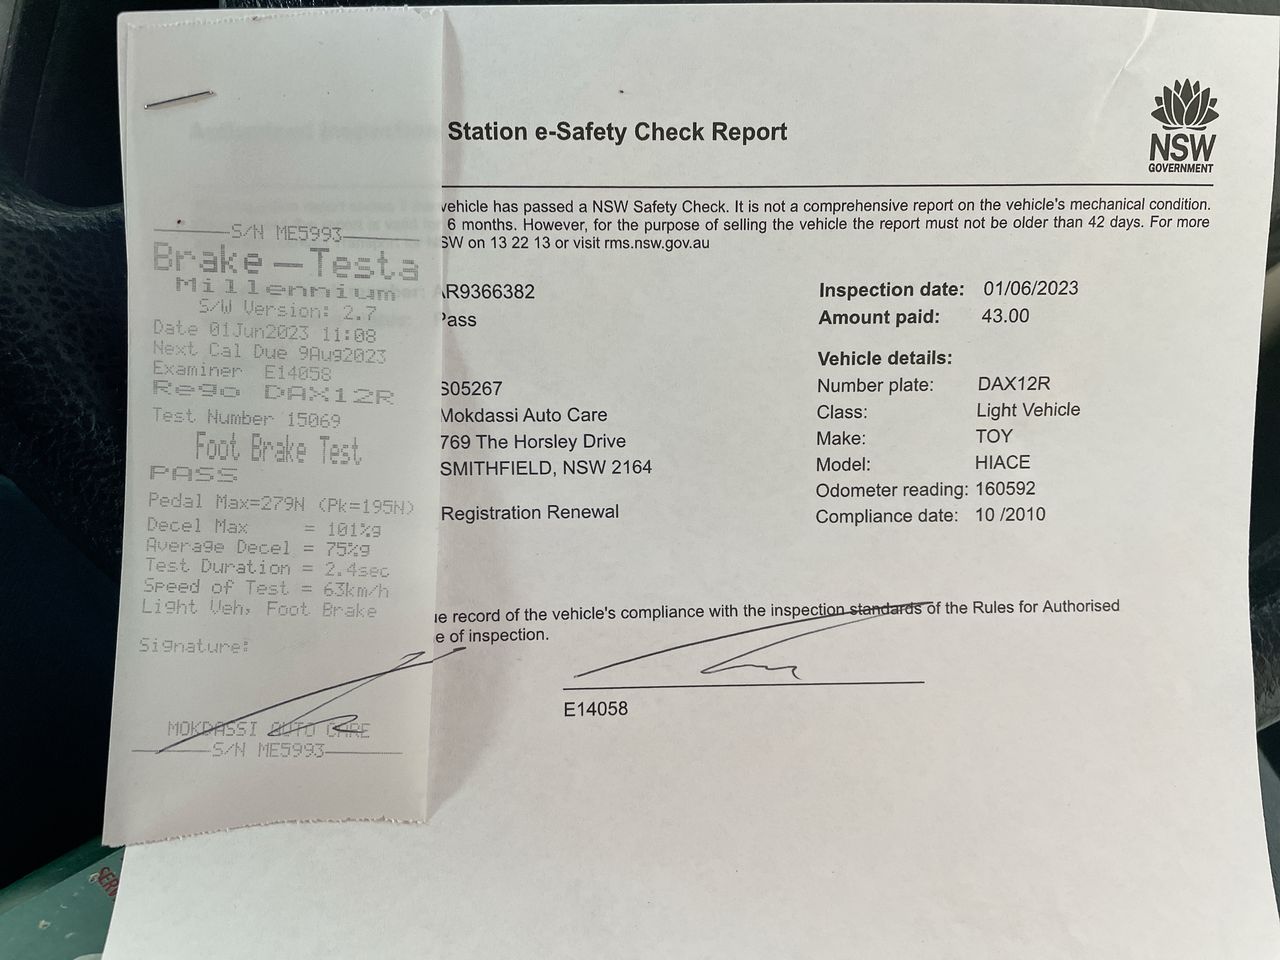 Station e-Safety Check Report
NSW
GOVERNMENT
vehicle has passed a NSW Safety Check. It is not a comprehensive report on the vehicle's mechanical condition.
6 months. However, for the purpose of selling the vehicle the report must not be older than 42 days. For more
SW on 13 22 13 or visit rms.nsw.gov.au
AR9366382
Pass
S05267
Mokdassi Auto Care
769 The Horsley Drive
SMITHFIELD, NSW 2164
Registration Renewal
Inspection date: 01/06/2023
Amount paid: 43.00
Vehicle details:
Number plate: DAX12R
Class: Light Vehicle
Make: TOY
Model: HIACE
Odometer reading: 160592
Compliance date: 10 /2010
ue record of the vehicle's compliance with the inspection standards of the Rules for Authorised
e of inspection.
E14058
S/N ME5993
Brake-Testa
Millennium
S/W Version: 2.7
Date 01Jun2023 11:08
Next Cal Due 9Aug2023
Examiner E14058
Rego DAX12R
Test Number 15069
Foot Brake Test
PASS
Pedal Max=279N (Pk=195N)
Decel Max = 101%g
Average Decel = 75%g
Test Duration = 2.4sec
Speed of Test = 63km/h
Light Veh, Foot Brake
Signature:
MOKDASSI AUTO CARE
S/N ME5993